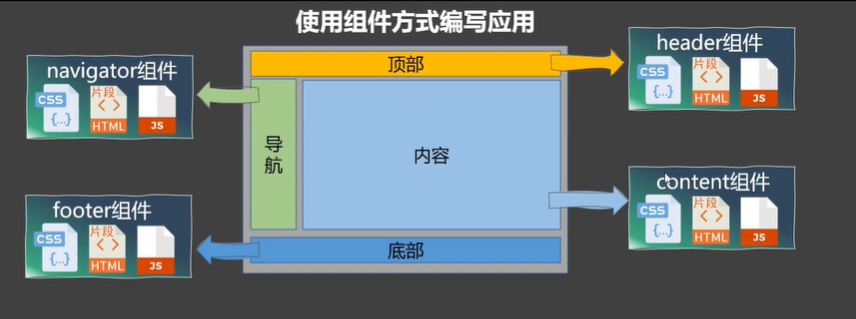 使用组件方式编写应用
navigator组件
CSS
{...}
片段
< >
HTML
JS
顶部
header组件
CSS
{...}
片段
< >
HTML
JS
导航
内容
footer组件
CSS
{...}
片段
< >
HTML
JS
底部
content组件
CSS
{...}
片段
< >
HTML
JS